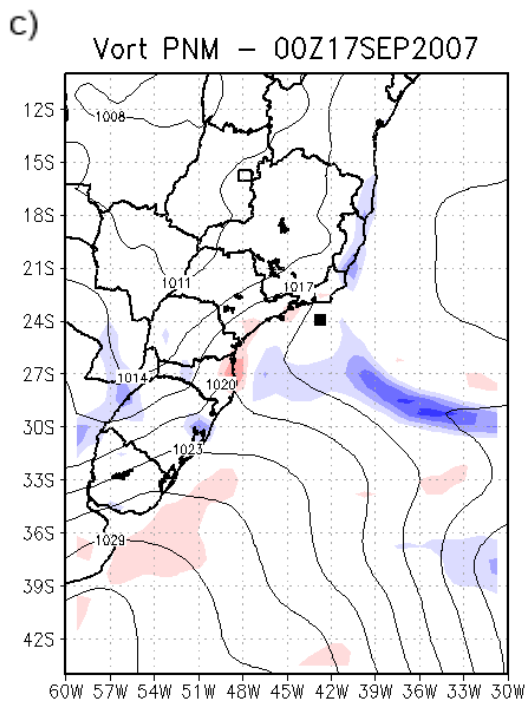 c)
Vort PNM - 00Z17SEP2007
12S
1008
15S
18S
21S
1011
1017
24S
27S
1014
1020
30S
1023
33S
36S
1029
39S
42S
60W 57W 54W 51W 48W 45W 42W 39W 36W 33W 30W